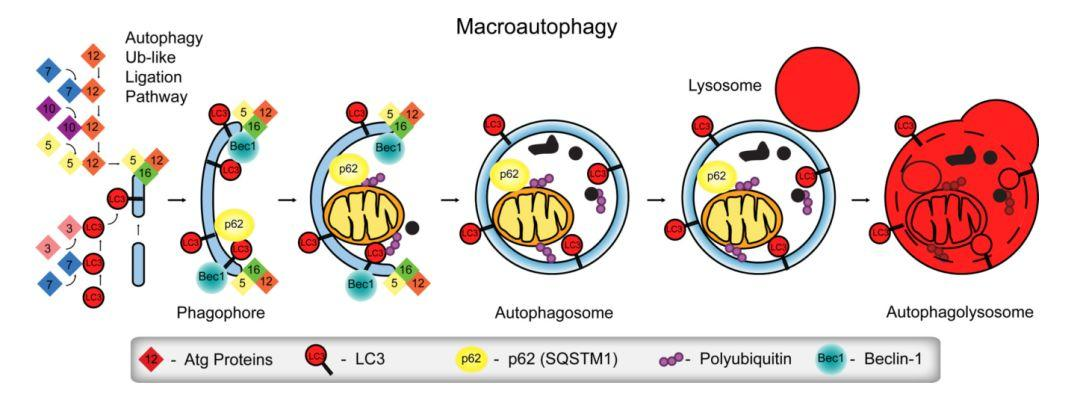 Macroautophagy
Autophagy
Ub-like
Ligation
Pathway
12
7
7 12
10
10 12
5
5 12
5 12
16
LC3
3
3 LC3
7 LC3
7
LC3
LC3 5 12
16
Bec1
LC3
p62
LC3 LC3
Bec1 16
5 12
Phagophore
LC3 5 12
16
Bec1
p62
LC3
LC3
Bec1 16
5 12
LC3
p62 LC3
LC3 LC3
Autophagosome
Lysosome
LC3
p62 LC3
LC3 LC3
LC3
LC3
Autophagolysosome
12 - Atg Proteins LC3 - LC3 p62 - p62 (SQSTM1) - Polyubiquitin Bec1 - Beclin-1